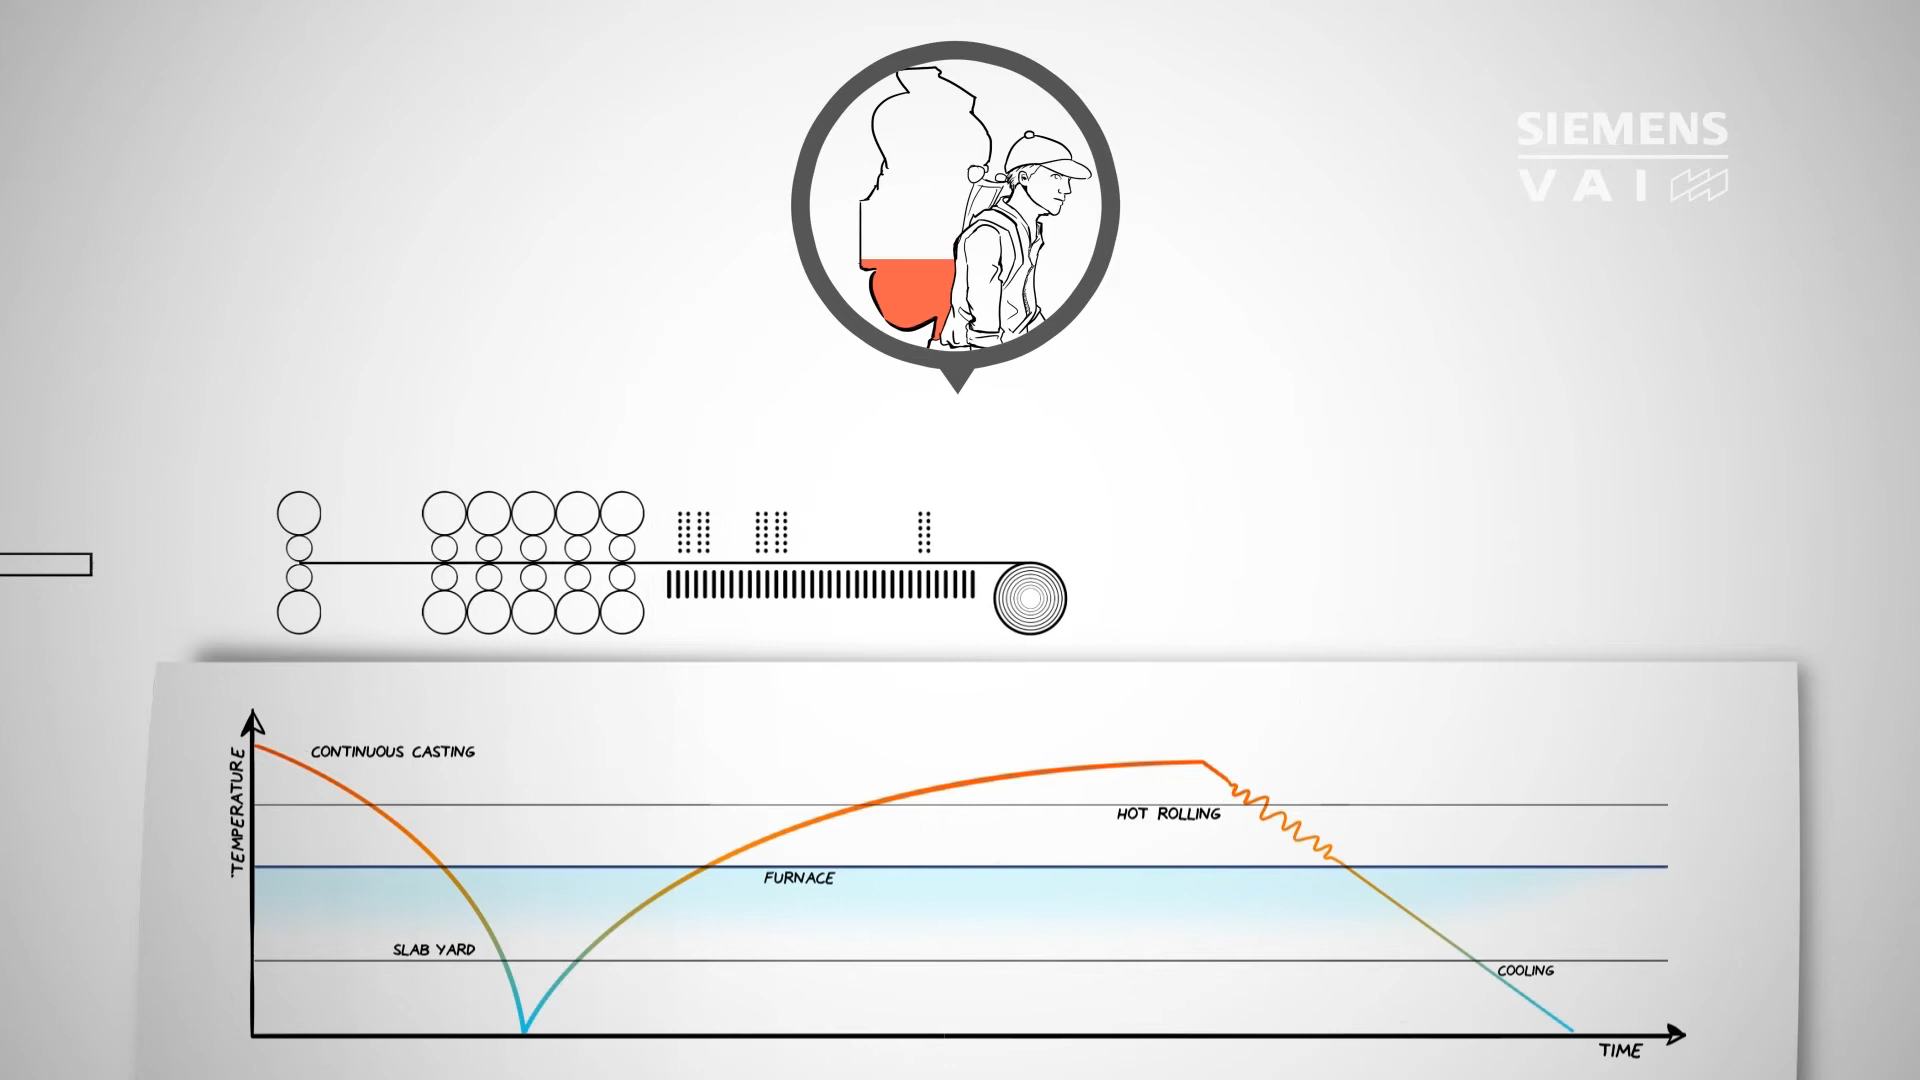 SIEMENS
VAI
CONTINUOUS CASTING
TEMPERATURE
HOT ROLLING
FURNACE
SLAB YARD
COOLING
TIME